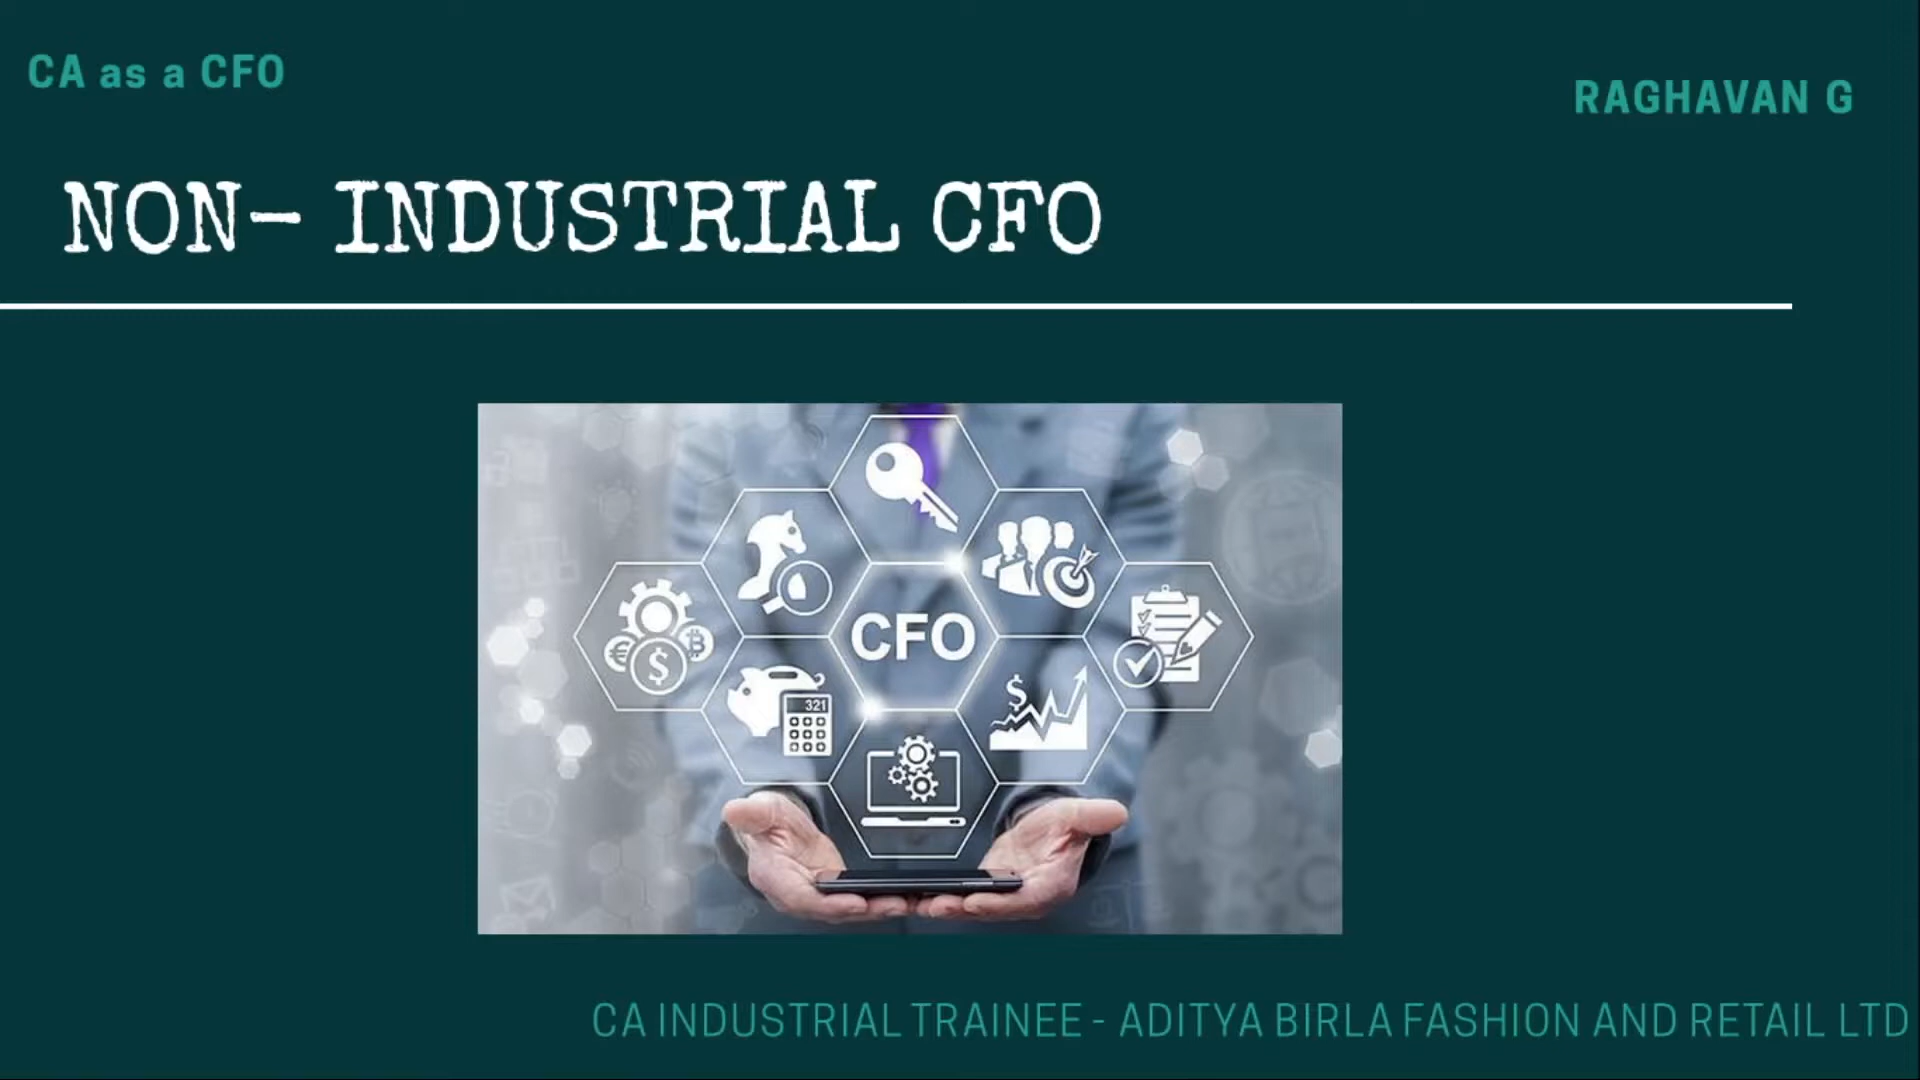 CA as a CFO
RAGHAVAN G
NON- INDUSTRIAL CFO
CFO
321
CA INDUSTRIAL TRAINEE - ADITYA BIRLA FASHION AND RETAIL LTD